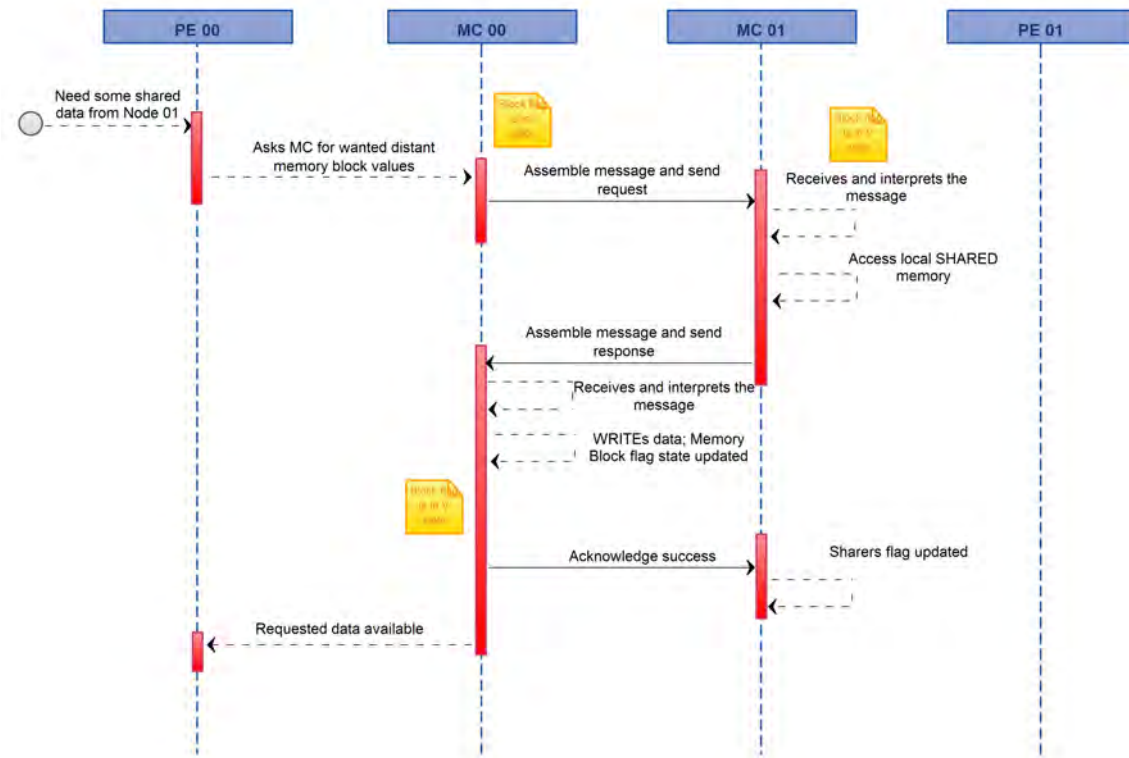 PE 00
MC 00
MC 01
PE 01
Need some shared
data from Node 01
Asks MC for wanted distant
memory block values
Assemble message and send
request
Receives and interprets the
message
Access local SHARED
memory
Assemble message and send
response
Receives and interprets the
message
WRITEs data; Memory
Block flag state updated
Acknowledge success
Sharers flag updated
Requested data available